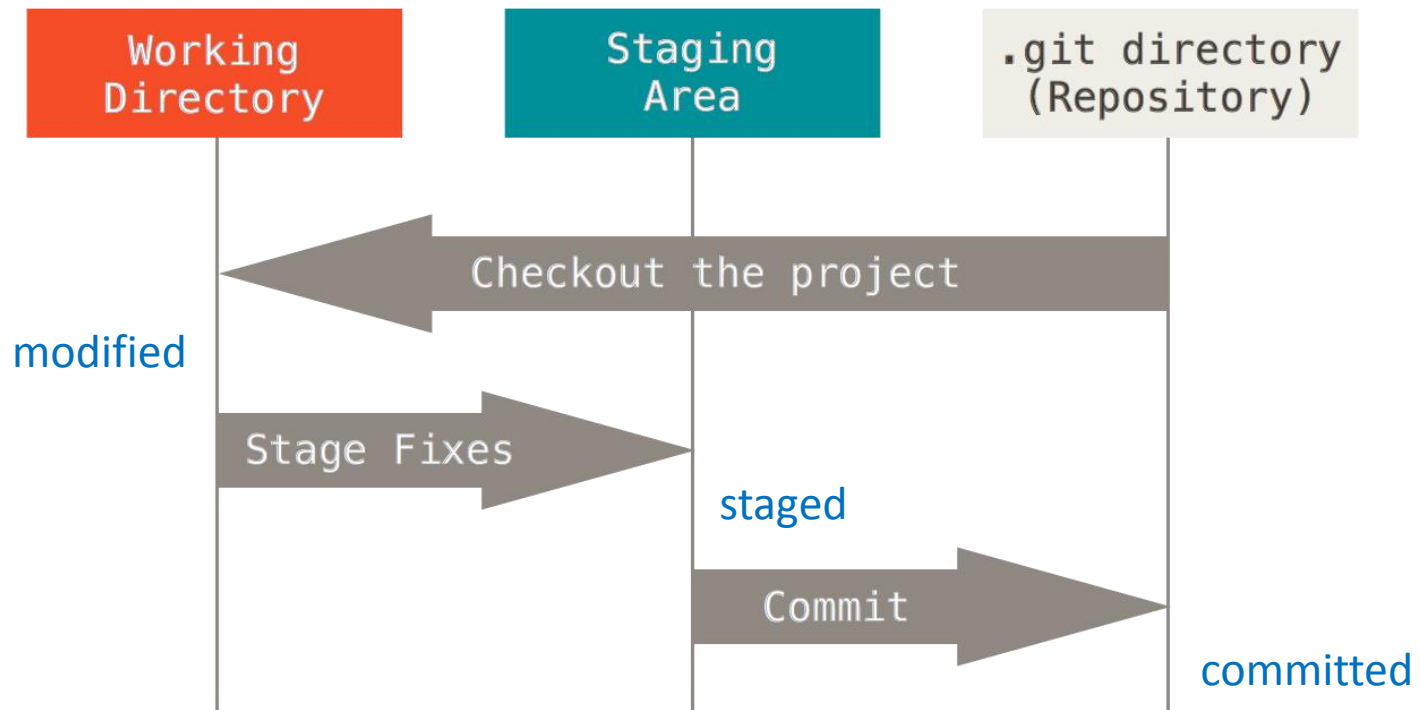 Working
Directory
Staging
Area
.git directory
(Repository)
Checkout the project
modified
Stage Fixes
staged
Commit
committed